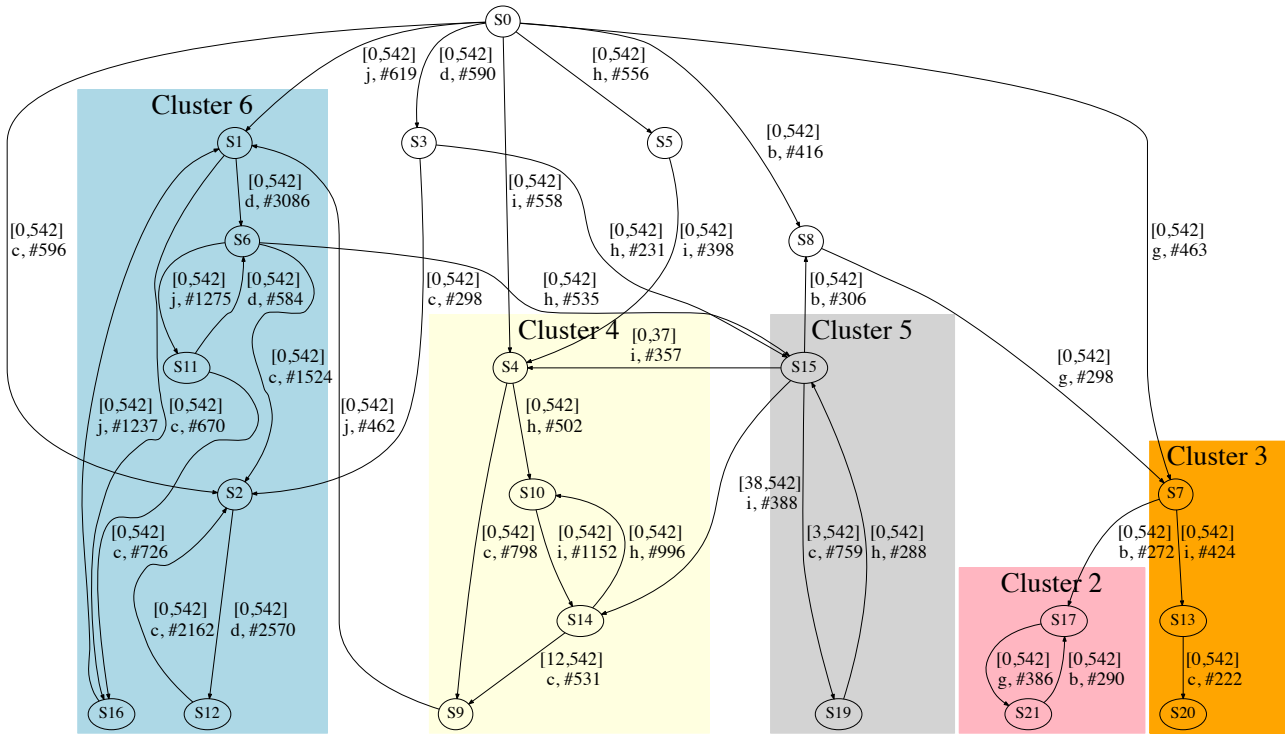 S0
[0,542]
j, #619
[0,542]
d, #590
[0,542]
h, #556
Cluster 6
S1
S3
S5
[0,542]
b, #416
[0,542]
d, #3086
[0,542]
i, #558
[0,542]
c, #596
S6
[0,542]
h, #231
[0,542]
i, #398
S8
[0,542]
g, #463
[0,542]
j, #1275
[0,542]
d, #584
[0,542]
c, #298
[0,542]
h, #535
[0,542]
b, #306
Cluster 4
Cluster 5
[0,37]
i, #357
S11
[0,542]
c, #1524
S4
S15
[0,542]
g, #298
[0,542]
j, #1237
[0,542]
c, #670
[0,542]
j, #462
[0,542]
h, #502
Cluster 3
S2
S10
[38,542]
i, #388
S7
[0,542]
c, #726
[0,542]
c, #798
[0,542]
i, #1152
[0,542]
h, #996
[3,542]
c, #759
[0,542]
h, #288
[0,542]
b, #272
[0,542]
i, #424
Cluster 2
[0,542]
c, #2162
[0,542]
d, #2570
S14
S17
S13
[12,542]
c, #531
[0,542]
g, #386
[0,542]
b, #290
[0,542]
c, #222
S16
S12
S9
S19
S21
S20